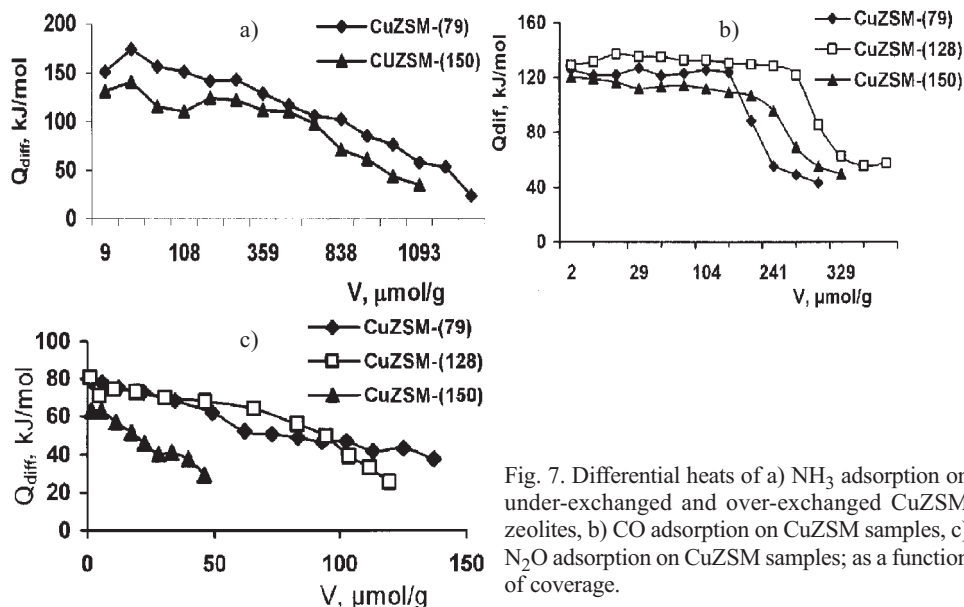 a)
CuZSM-(79)
CUZSM-(150)
Qdiff, kJ/mol
200
150
100
50
0
9 108 359 838 1093
V, μmol/g
b)
CuZSM-(79)
CuZSM-(128)
CuZSM-(150)
Qdif, kJ/mol
160
120
80
40
0
2 29 104 241 329
V, μmol/g
c)
CuZSM-(79)
CuZSM-(128)
CuZSM-(150)
Qdiff, kJ/mol
100
80
60
40
20
0
0 50 100 150
V, μmol/g
Fig. 7. Differential heats of a) NH3 adsorption on
under-exchanged and over-exchanged CuZSM
zeolites, b) CO adsorption on CuZSM samples, c)
N2O adsorption on CuZSM samples; as a function
of coverage.